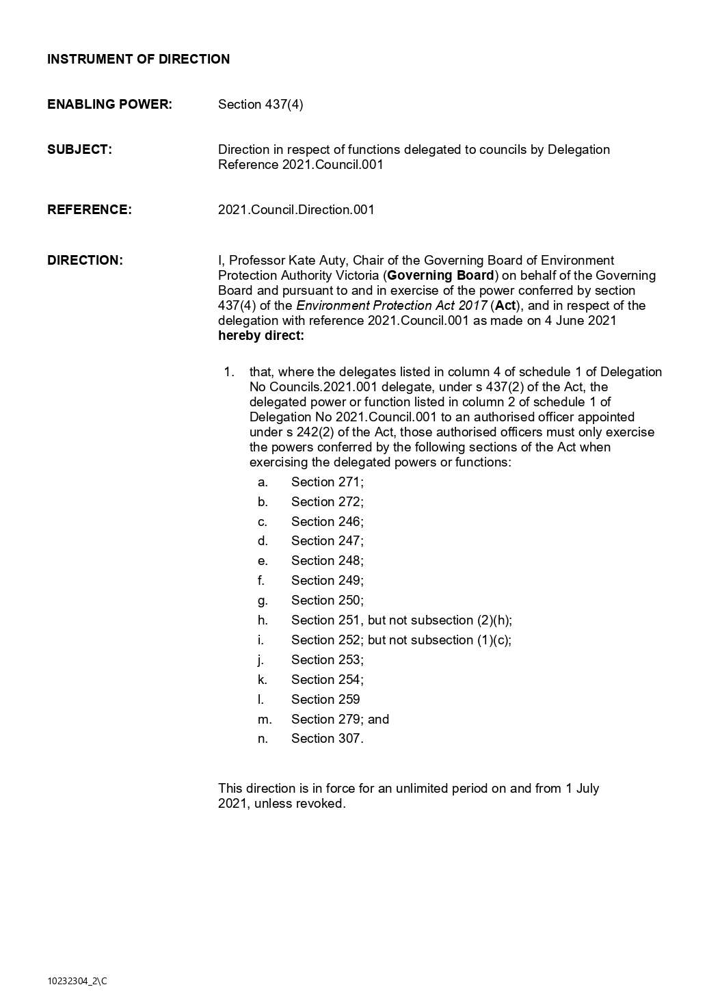 INSTRUMENT OF DIRECTION
ENABLING POWER: Section 437(4)
SUBJECT: Direction in respect of functions delegated to councils by Delegation
Reference 2021.Council.001
REFERENCE: 2021.Council.Direction.001
DIRECTION: I, Professor Kate Auty, Chair of the Governing Board of Environment
Protection Authority Victoria (Governing Board) on behalf of the Governing
Board and pursuant to and in exercise of the power conferred by section
437(4) of the Environment Protection Act 2017 (Act), and in respect of the
delegation with reference 2021.Council.001 as made on 4 June 2021
hereby direct:
1. that, where the delegates listed in column 4 of schedule 1 of Delegation
No Councils.2021.001 delegate, under s 437(2) of the Act, the
delegated power or function listed in column 2 of schedule 1 of
Delegation No 2021.Council.001 to an authorised officer appointed
under s 242(2) of the Act, those authorised officers must only exercise
the powers conferred by the following sections of the Act when
exercising the delegated powers or functions:
a. Section 271;
b. Section 272;
c. Section 246;
d. Section 247;
e. Section 248;
f. Section 249;
g. Section 250;
h. Section 251, but not subsection (2)(h);
i. Section 252; but not subsection (1)(c);
j. Section 253;
k. Section 254;
l. Section 259
m. Section 279; and
n. Section 307.
This direction is in force for an unlimited period on and from 1 July
2021, unless revoked.
10232304_2\C